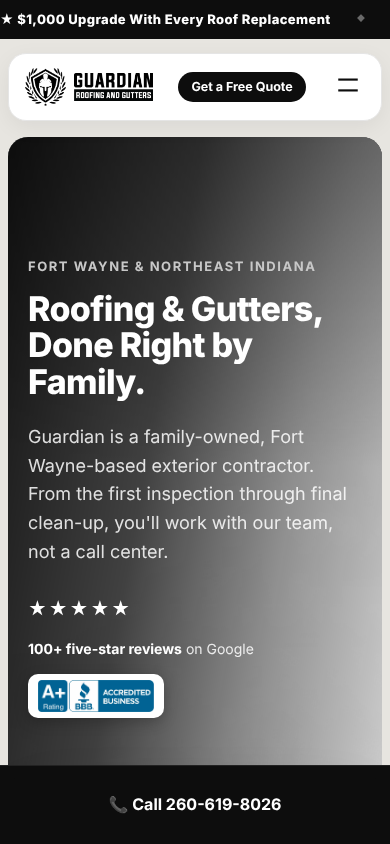 ★ $1,000 Upgrade With Every Roof Replacement ◆
GUARDIAN
ROOFING AND GUTTERS
Get a Free Quote
FORT WAYNE & NORTHEAST INDIANA
Roofing & Gutters,
Done Right by
Family.
Guardian is a family-owned, Fort
Wayne-based exterior contractor.
From the first inspection through final
clean-up, you'll work with our team,
not a call center.
★★★★★
100+ five-star reviews on Google
A+
Rating
BBB
ACCREDITED
BUSINESS
📞 Call 260-619-8026